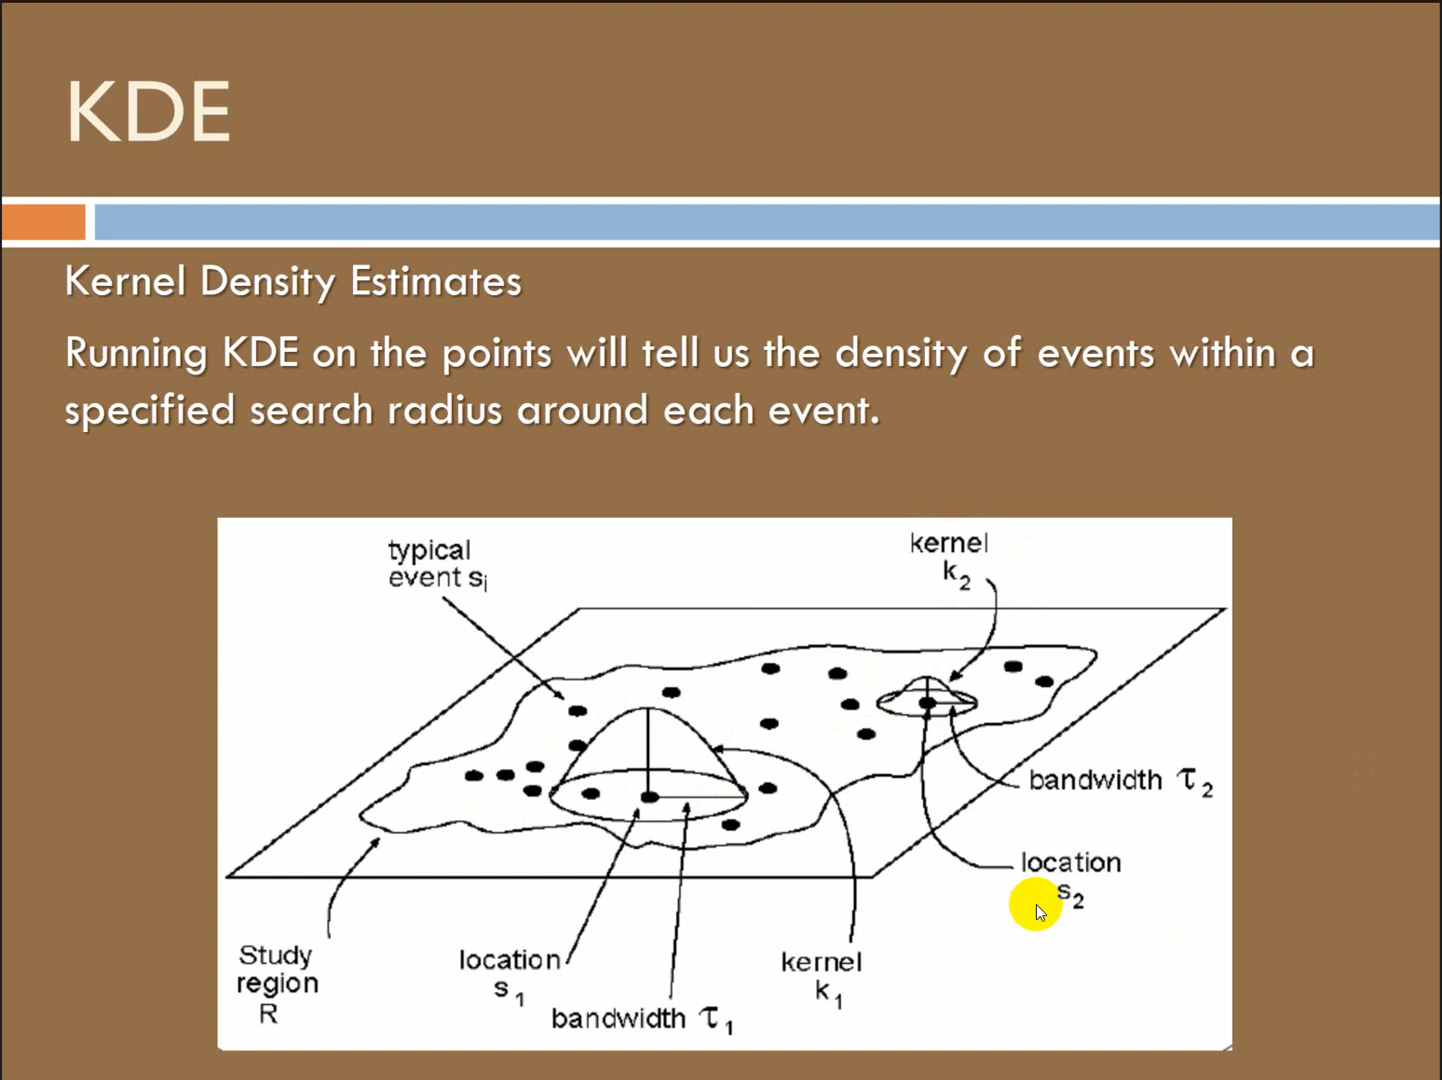 KDE
Kernel Density Estimates
Running KDE on the points will tell us the density of events within a
specified search radius around each event.
typical
event si
kernel
k2
bandwidth τ2
location
s2
Study
region
R
location
s1
bandwidth τ1
kernel
k1